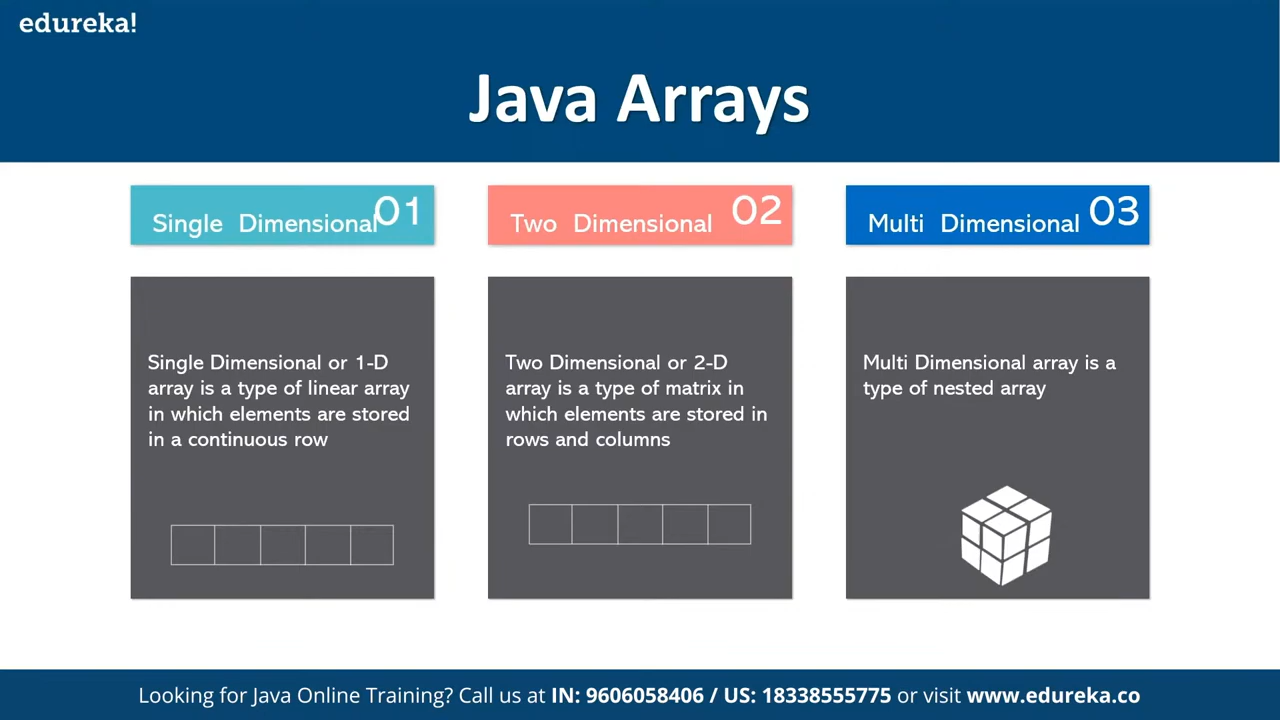 edureka!
Java Arrays
Single Dimensional 01
Two Dimensional 02
Multi Dimensional 03
Single Dimensional or 1-D
array is a type of linear array
in which elements are stored
in a continuous row
Two Dimensional or 2-D
array is a type of matrix in
which elements are stored in
rows and columns
Multi Dimensional array is a
type of nested array
Looking for Java Online Training? Call us at IN: 9606058406 / US: 18338555775 or visit www.edureka.co